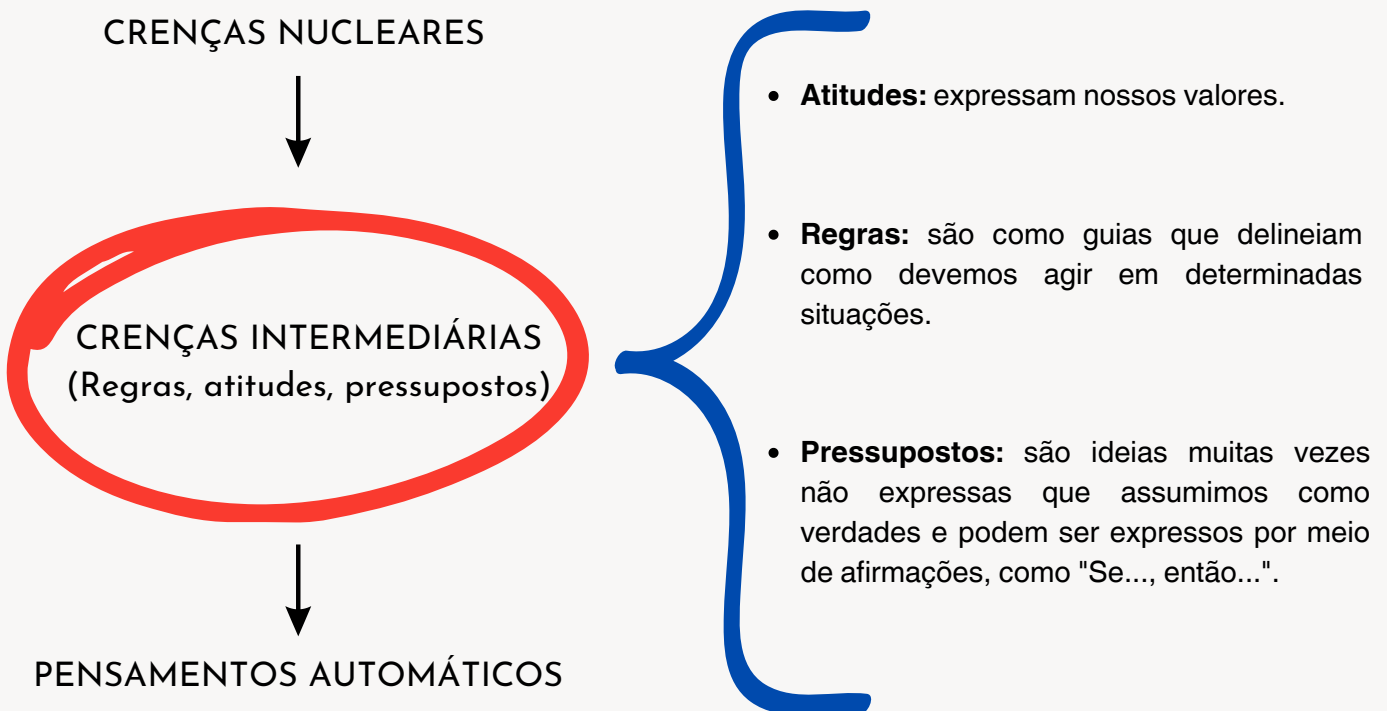 CRENÇAS NUCLEARES
CRENÇAS INTERMEDIÁRIAS
(Regras, atitudes, pressupostos)
PENSAMENTOS AUTOMÁTICOS
• Atitudes: expressam nossos valores.
• Regras: são como guias que delineiam
como devemos agir em determinadas
situações.
• Pressupostos: são ideias muitas vezes
não expressas que assumimos como
verdades e podem ser expressos por meio
de afirmações, como "Se..., então...".